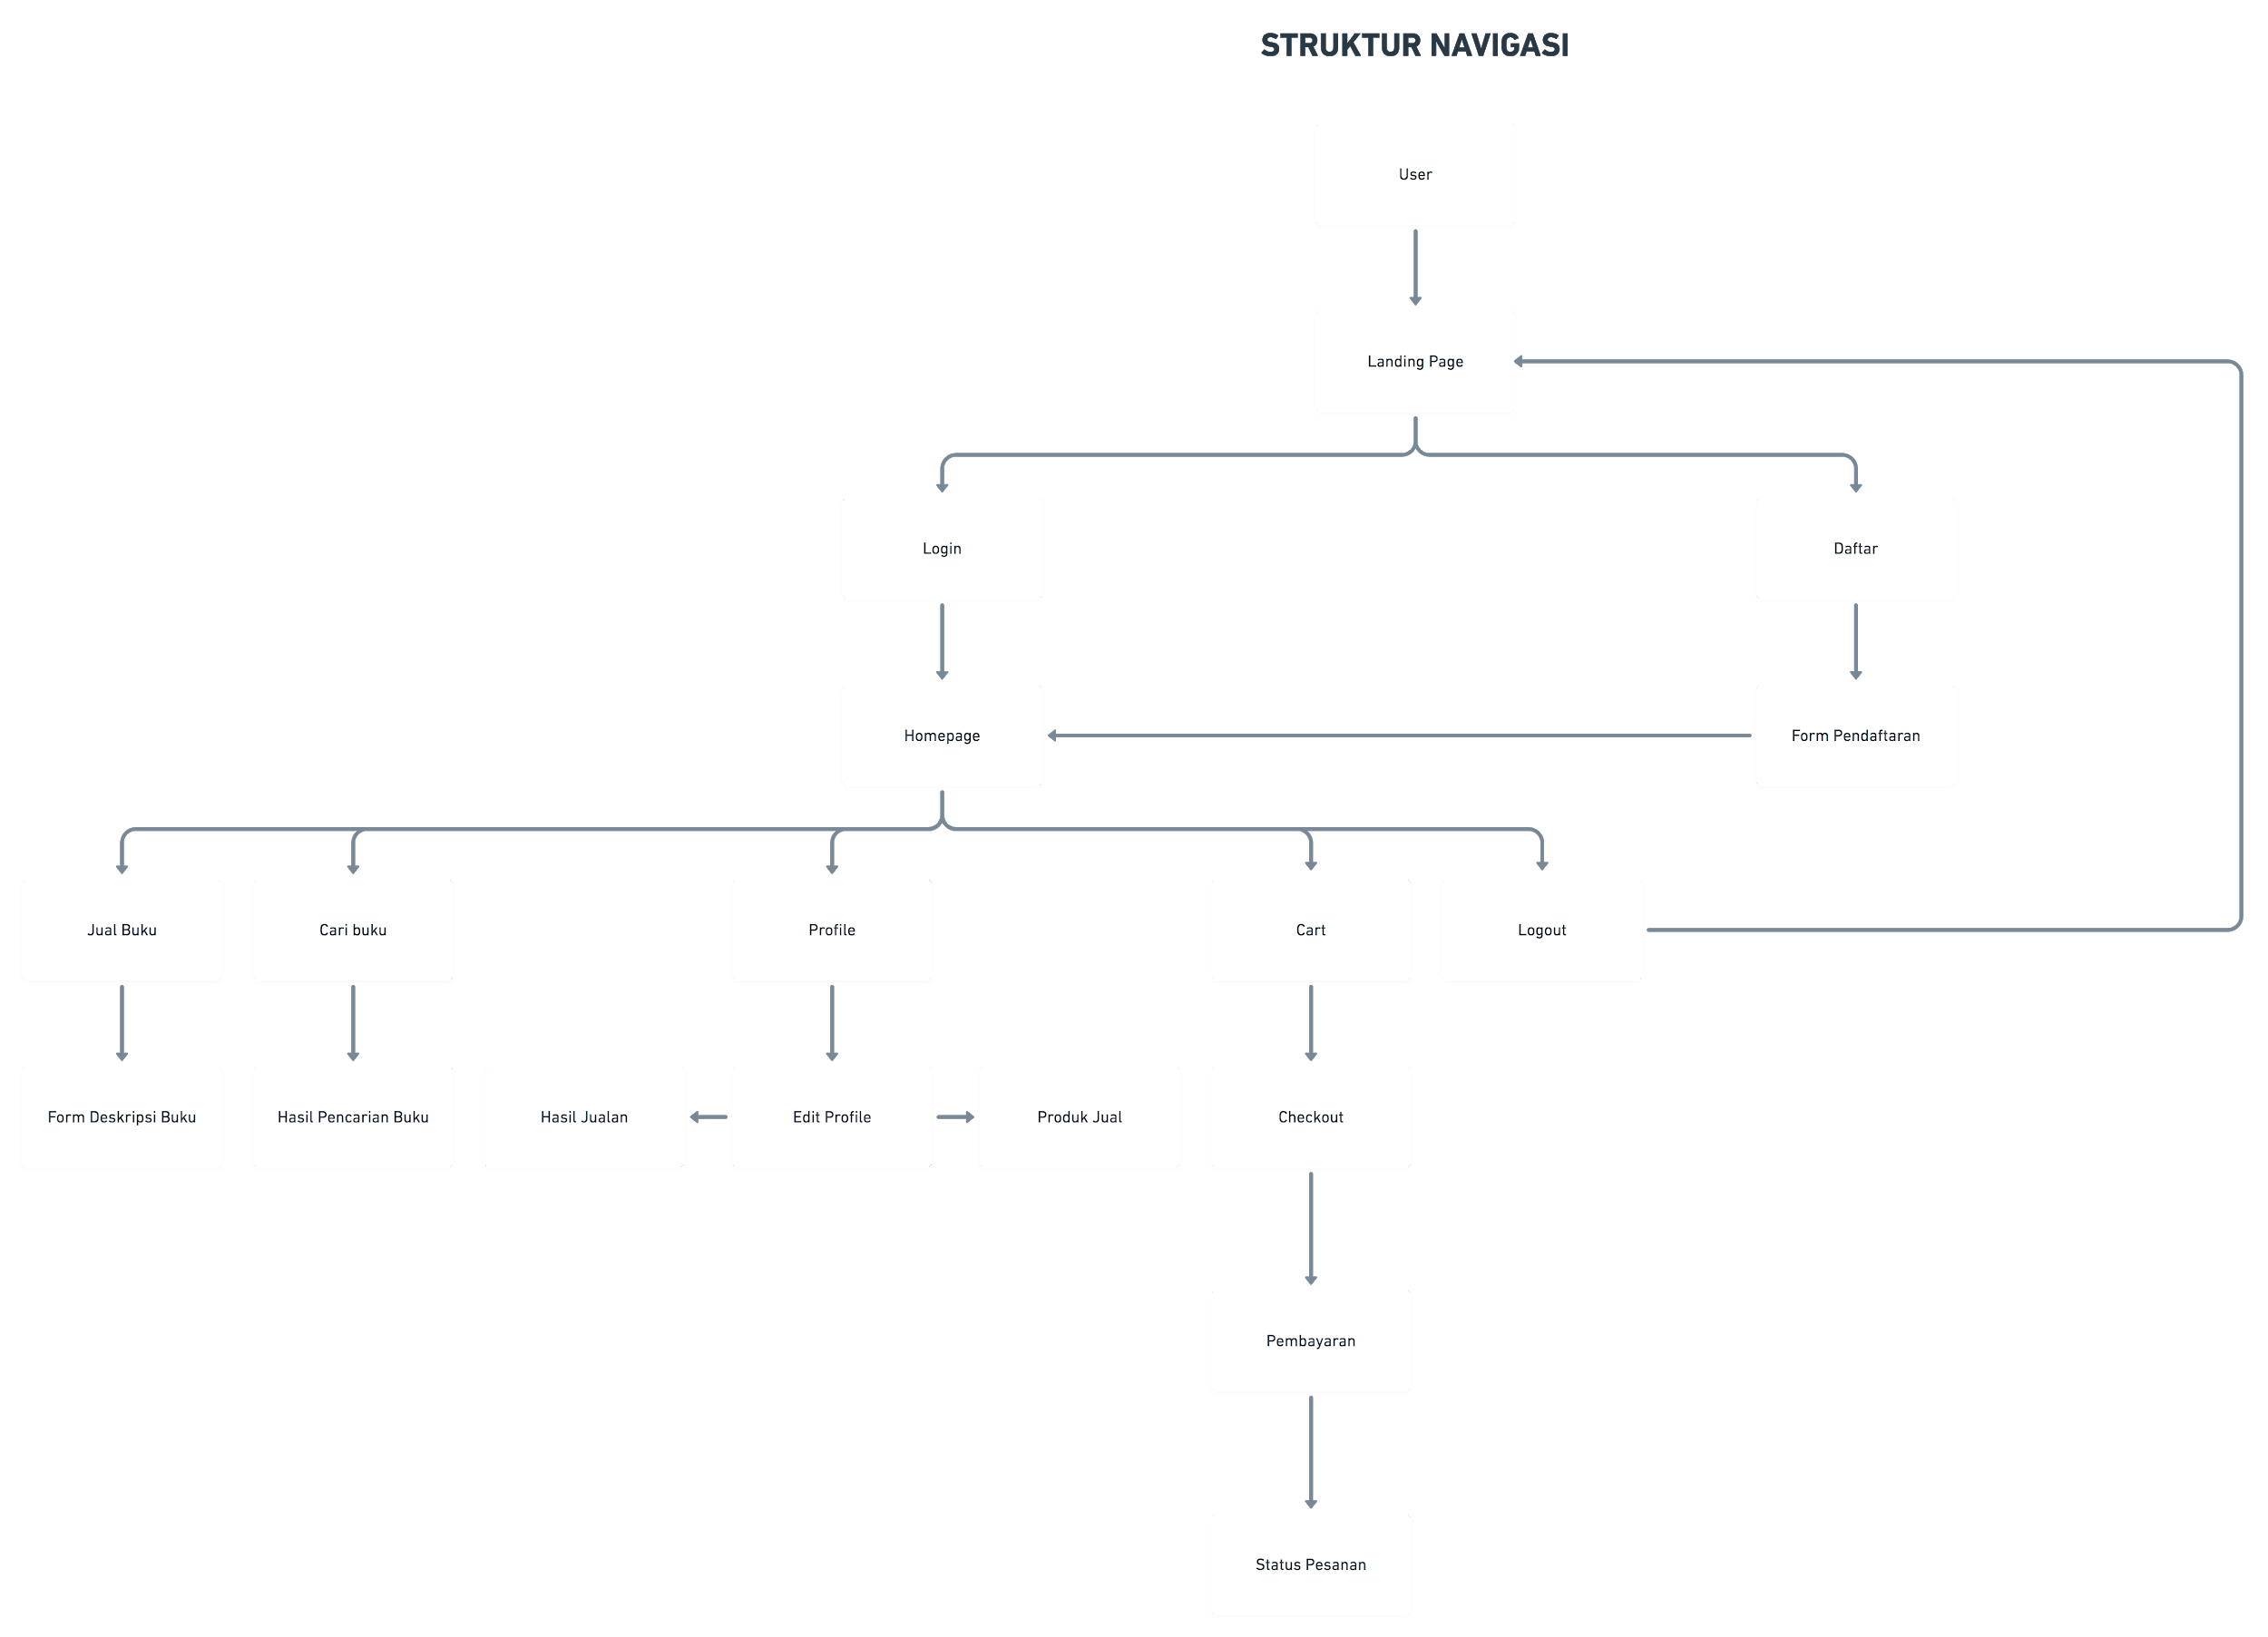 STRUKTUR NAVIGASI
User
Landing Page
Login
Daftar
Homepage
Form Pendaftaran
Jual Buku
Cari buku
Profile
Cart
Logout
Form Deskripsi Buku
Hasil Pencarian Buku
Hasil Jualan
Edit Profile
Produk Jual
Checkout
Pembayaran
Status Pesanan